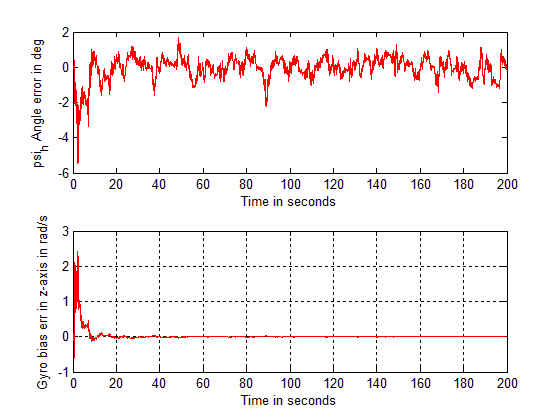 2
0
-2
-4
-6
psi_h Angle error in deg
0 20 40 60 80 100 120 140 160 180 200
Time in seconds
3
2
1
0
-1
Gyro bias err in z-axis in rad/s
0 20 40 60 80 100 120 140 160 180 200
Time in seconds